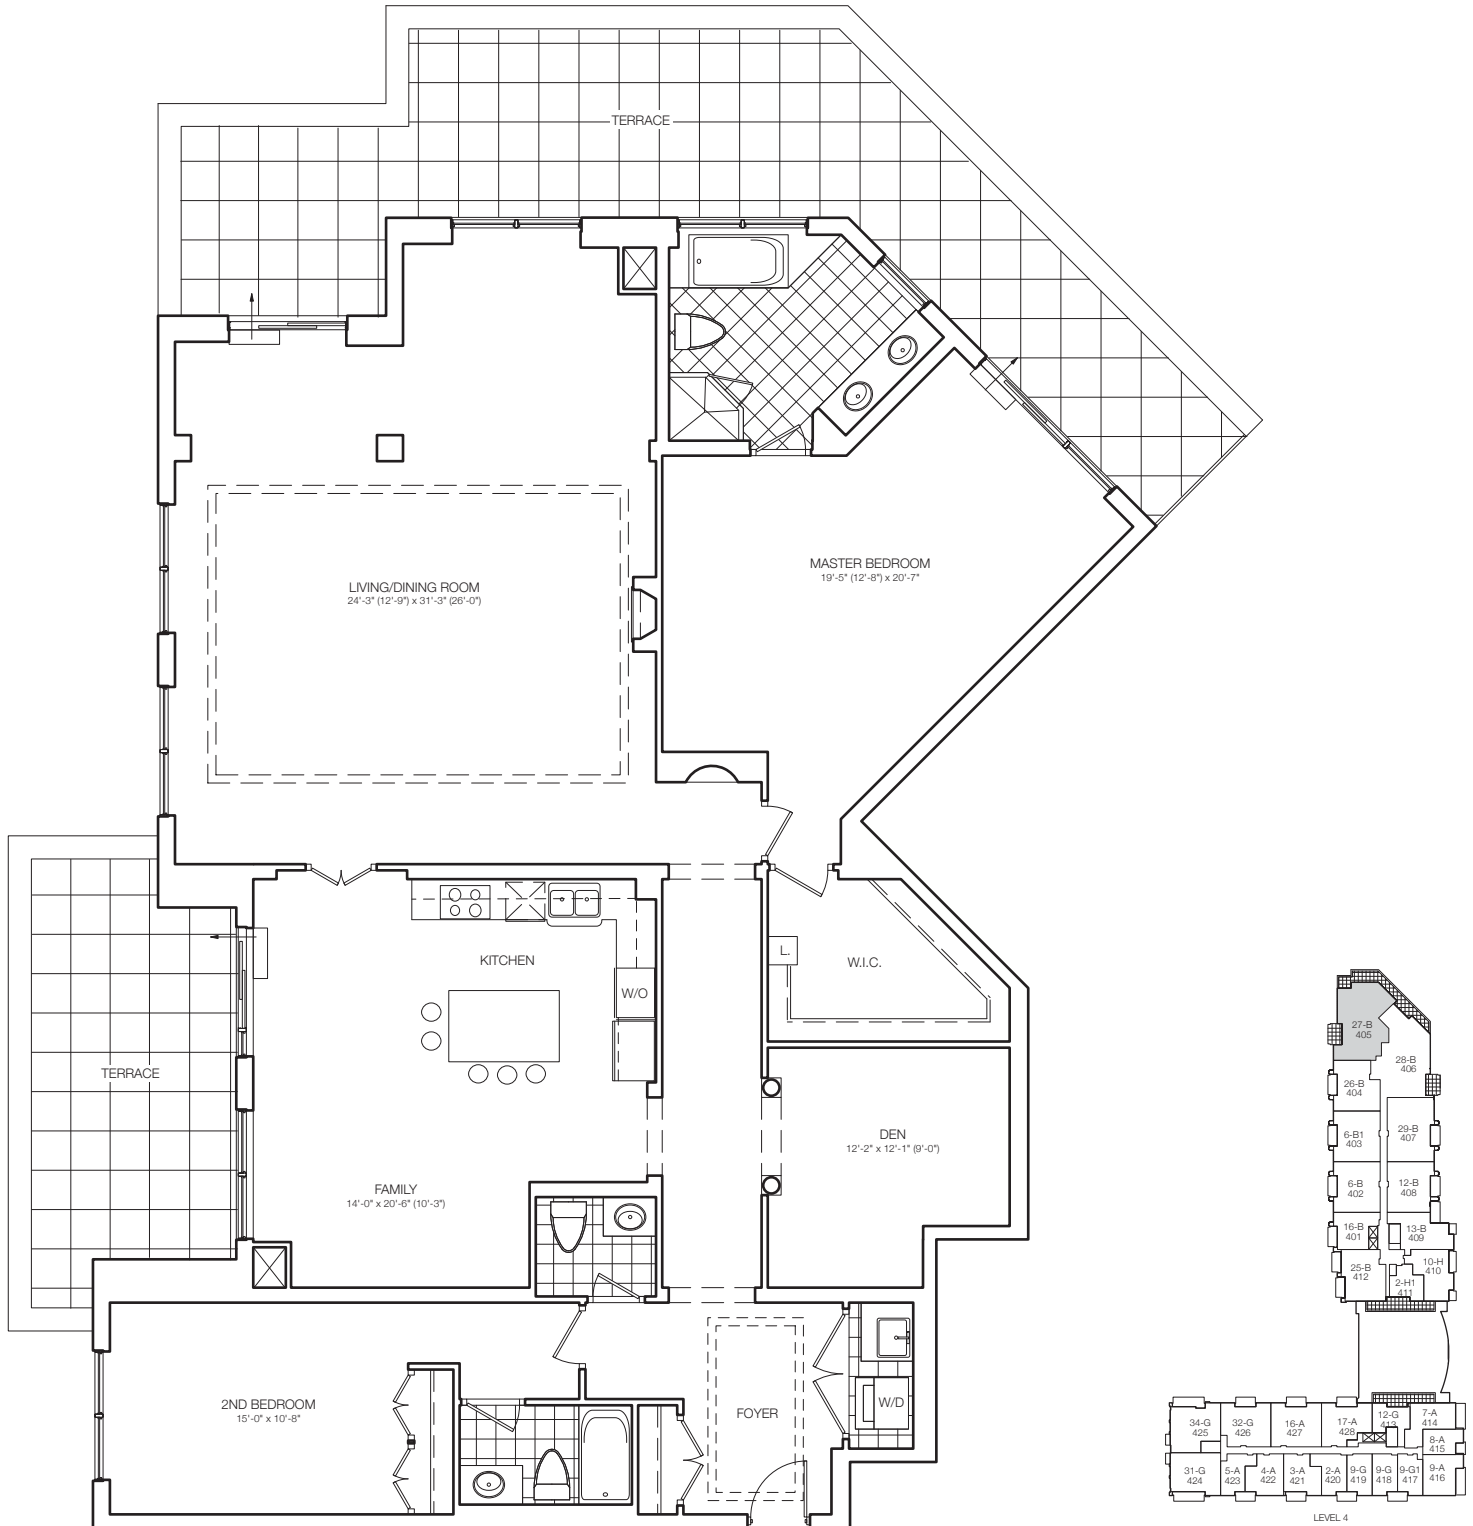 TERRACE
MASTER BEDROOM
19'-5" (12'-8") x 20'-7"
LIVING/DINING ROOM
24'-3" (12'-9") x 31'-3" (26'-0")
KITCHEN
L.
W.I.C.
W/O
TERRACE
DEN
12'-2" x 12'-1" (9'-0")
FAMILY
14'-0" x 20'-6" (10'-3")
2ND BEDROOM
15'-0" x 10'-8"
FOYER
W/D
27-B
405
28-B
406
26-B
404
6-B1
403
29-B
407
6-B
402
12-B
408
16-B
401
13-B
409
25-B
412
10-H
410
2-H1
411
34-G
425
32-G
426
16-A
427
17-A
428
12-G
413
7-A
414
8-A
415
31-G
424
5-A
423
4-A
422
3-A
421
2-A
420
9-G
419
9-G
418
9-G1
417
9-A
416
LEVEL 4